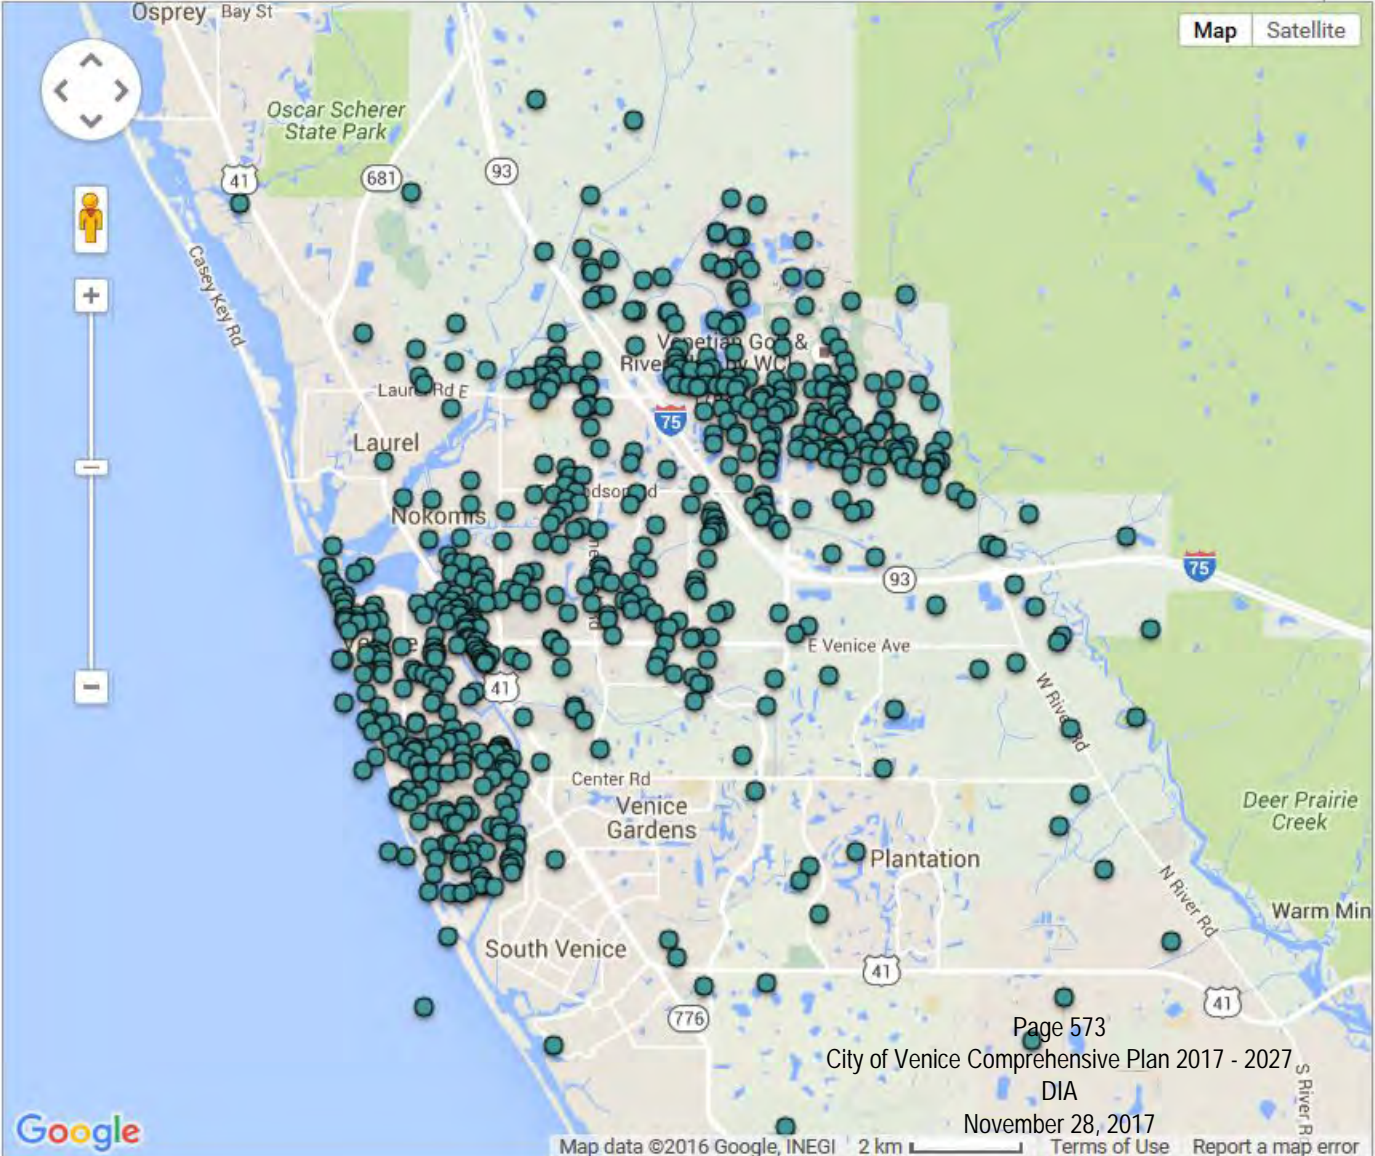 Osprey Bay St
Map Satellite
Oscar Scherer
State Park
41
681
93
Casey Key Rd
Venetian Golf &
75
Laurel Rd E
Laurel
Nokomis
93
75
E Venice Ave
41
W River Rd
Center Rd
Venice
Gardens
Deer Prairie
Creek
Plantation
N River Rd
Warm Min
South Venice
41
41
776
Page 573
City of Venice Comprehensive Plan 2017 - 2027
DIA
November 28, 2017
S River R
Google
Map data ©2016 Google, INEGI 2 km Terms of Use Report a map error